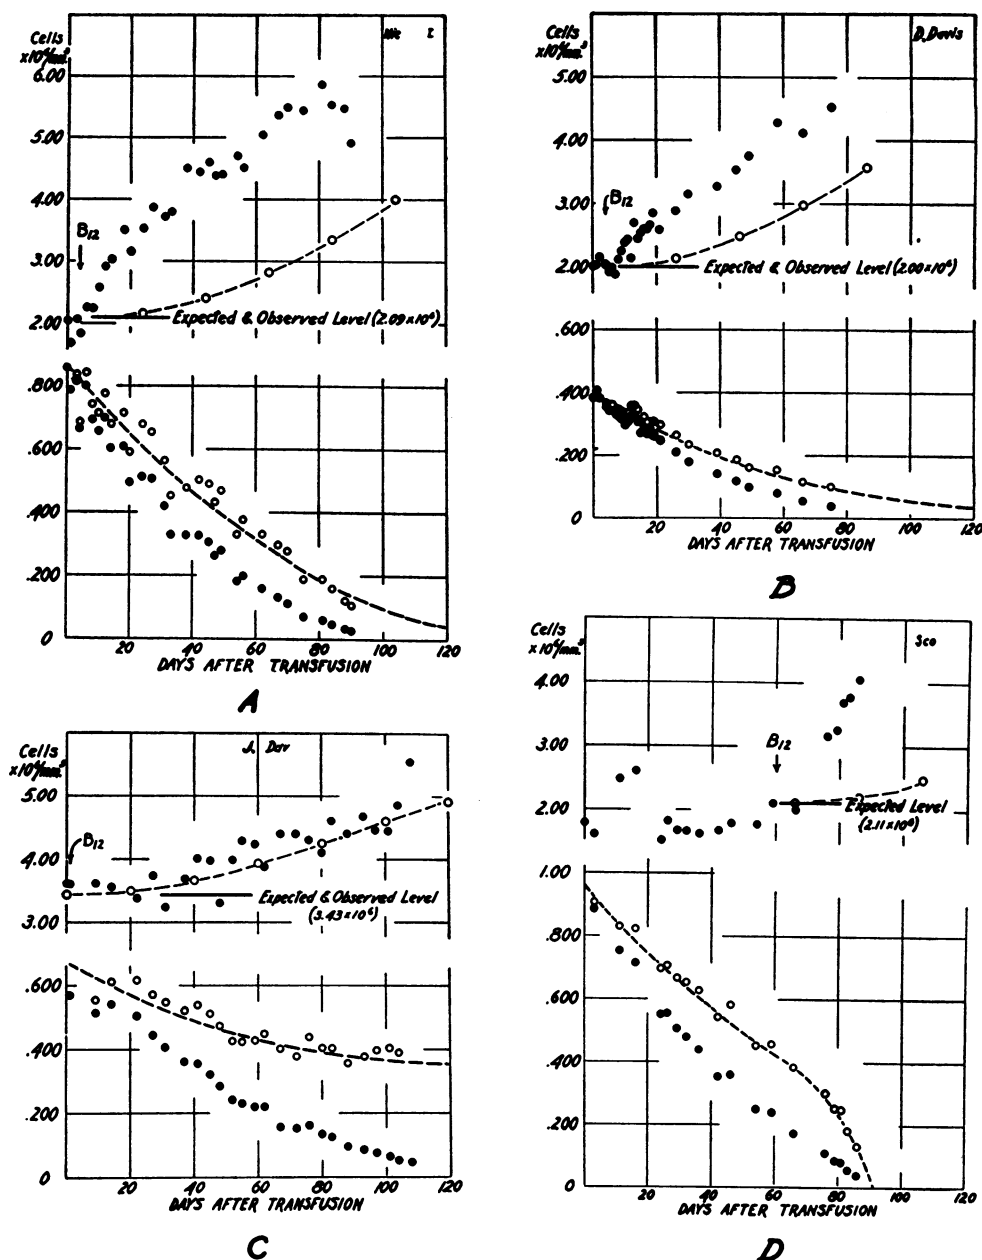 Cells
×10⁶/mm.³
6.00
5.00
4.00
3.00
2.00
B₁₂
Expected & Observed Level (2.09×10⁶)
.800
.600
.400
.200
0
20 40 60 80 100 120
DAYS AFTER TRANSFUSION
A
Cells
×10⁶/mm.³
D. Davis
5.00
4.00
3.00
2.00
B₁₂
Expected & Observed Level (2.00×10⁶)
.600
.400
.200
0
20 40 60 80 100 120
DAYS AFTER TRANSFUSION
B
Cells
×10⁶/mm.³
J. Dav
5.00
4.00
3.00
B₁₂
Expected & Observed Level
(3.43×10⁶)
.600
.400
.200
0
20 40 60 80 100 120
DAYS AFTER TRANSFUSION
C
Cells
×10⁶/mm.³
Sco
4.00
3.00
2.00
B₁₂
Expected Level
(2.11×10⁶)
1.00
.800
.600
.400
.200
0
20 40 60 80 100 120
DAYS AFTER TRANSFUSION
D